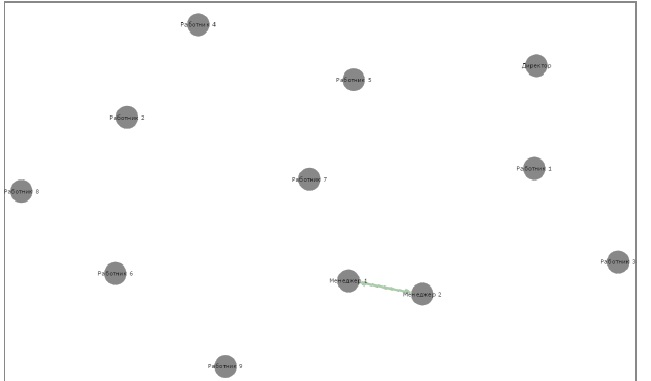 Работник 4
Директор
Работник 5
Работник 2
Работник 1
Работник 7
Работник 8
Работник 3
Работник 6
Менеджер 1
Менеджер 2
Работник 9